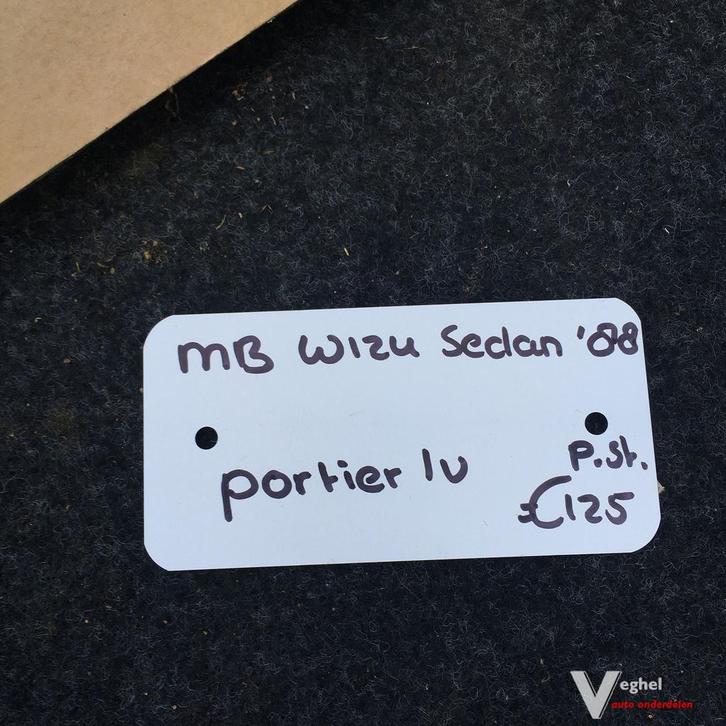 MB W124 Sedan '88
portier lv
P.St.
€125
Veghel
auto onderdelen